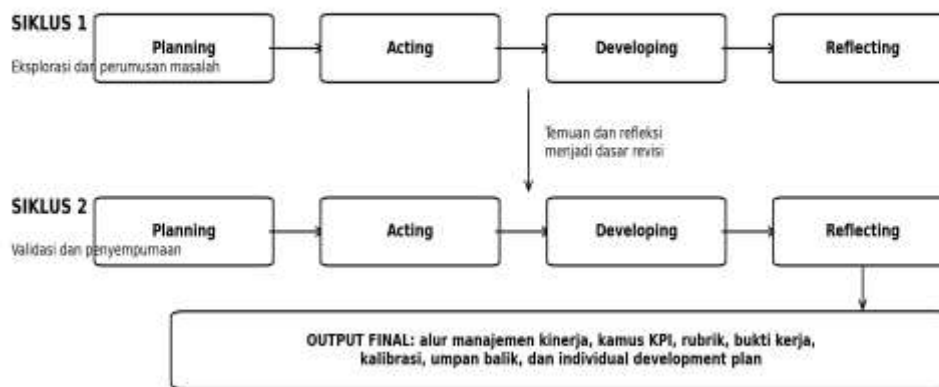 SIKLUS 1
Planning
Acting
Developing
Reflecting
Eksplorasi dan perumusan masalah
Temuan dan refleksi
menjadi dasar revisi
SIKLUS 2
Planning
Acting
Developing
Reflecting
Validasi dan penyempurnaan
OUTPUT FINAL: alur manajemen kinerja, kamus KPI, rubrik, bukti kerja,
kalibrasi, umpan balik, dan individual development plan